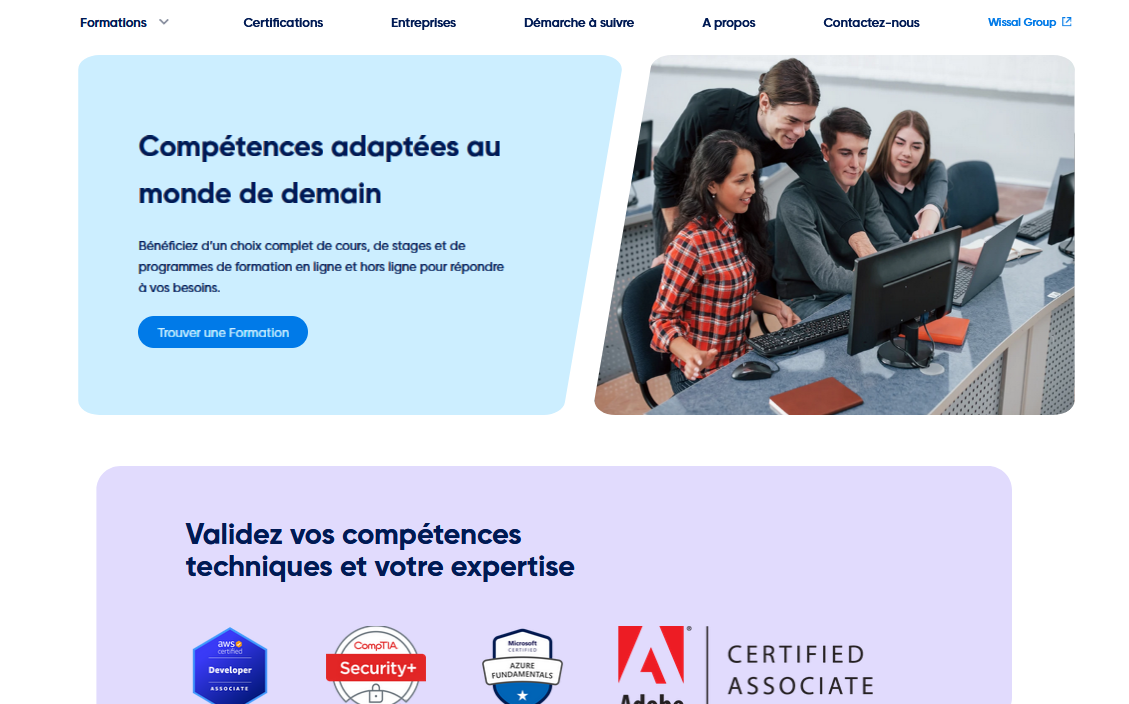 Formations
Certifications
Entreprises
Démarche à suivre
A propos
Contactez-nous
Wissal Group
Compétences adaptées au
monde de demain
Bénéficiez d'un choix complet de cours, de stages et de
programmes de formation en ligne et hors ligne pour répondre
à vos besoins.
Trouver une Formation
Validez vos compétences
techniques et votre expertise
aws
certified
Developer
ASSOCIATE
CompTIA.
Security+
Microsoft
CERTIFIED
AZURE
FUNDAMENTALS
®
Adobe
CERTIFIED
ASSOCIATE